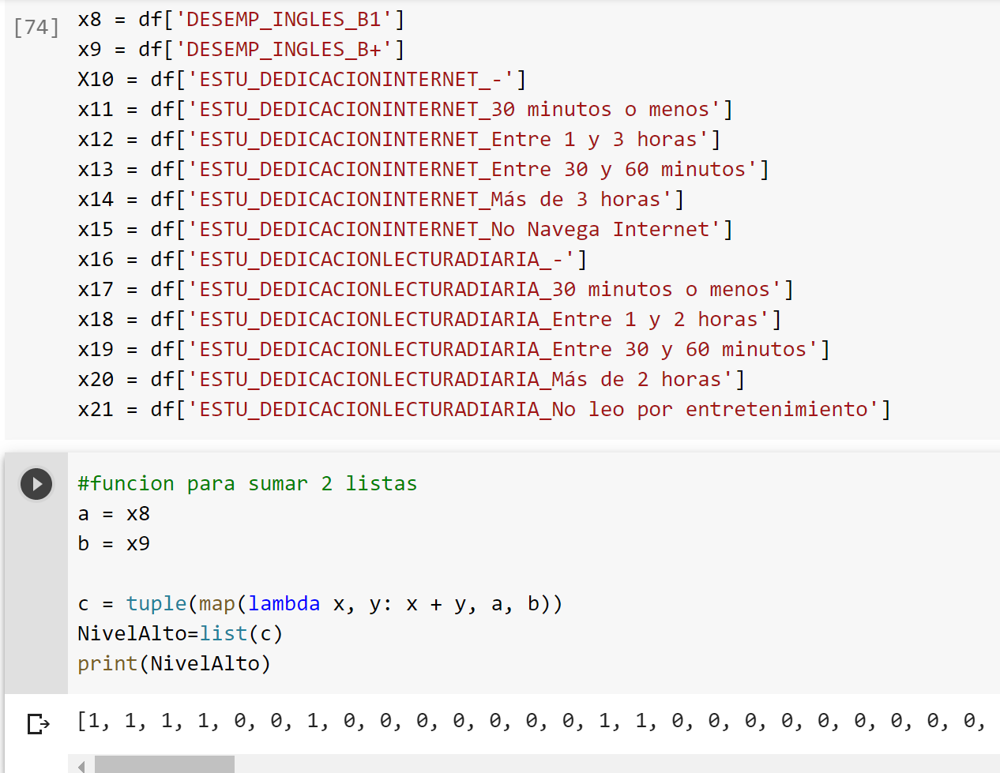 [74]
x8 = df['DESEMP_INGLES_B1']
x9 = df['DESEMP_INGLES_B+']
X10 = df['ESTU_DEDICACIONINTERNET_-']
x11 = df['ESTU_DEDICACIONINTERNET_30 minutos o menos']
x12 = df['ESTU_DEDICACIONINTERNET_Entre 1 y 3 horas']
x13 = df['ESTU_DEDICACIONINTERNET_Entre 30 y 60 minutos']
x14 = df['ESTU_DEDICACIONINTERNET_Más de 3 horas']
x15 = df['ESTU_DEDICACIONINTERNET_No Navega Internet']
x16 = df['ESTU_DEDICACIONLECTURADIARIA_-']
x17 = df['ESTU_DEDICACIONLECTURADIARIA_30 minutos o menos']
x18 = df['ESTU_DEDICACIONLECTURADIARIA_Entre 1 y 2 horas']
x19 = df['ESTU_DEDICACIONLECTURADIARIA_Entre 30 y 60 minutos']
x20 = df['ESTU_DEDICACIONLECTURADIARIA_Más de 2 horas']
x21 = df['ESTU_DEDICACIONLECTURADIARIA_No leo por entretenimiento']
#funcion para sumar 2 listas
a = x8
b = x9
c = tuple(map(lambda x, y: x + y, a, b))
NivelAlto=list(c)
print(NivelAlto)
[1, 1, 1, 1, 0, 0, 1, 0, 0, 0, 0, 0, 0, 0, 1, 1, 0, 0, 0, 0, 0, 0, 0, 0, 0,